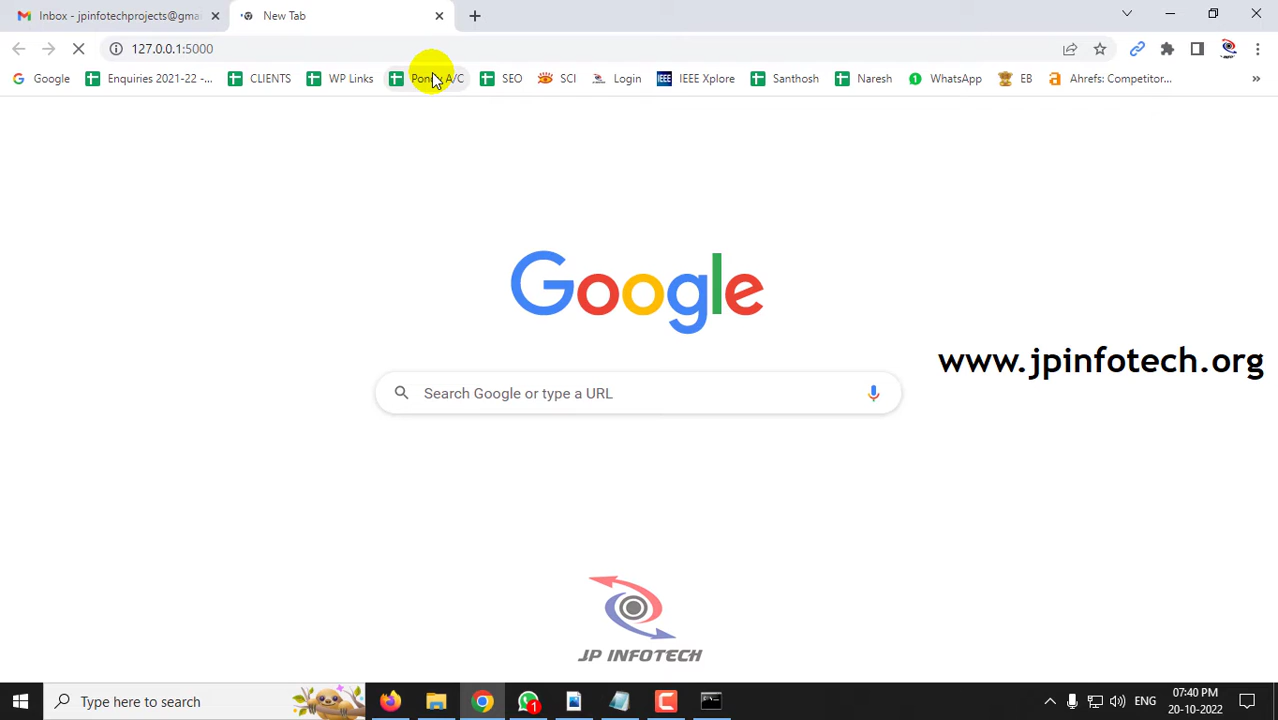 Inbox - jpinfotechprojects@gma
New Tab
127.0.0.1:5000
Google
Enquiries 2021-22 -...
CLIENTS
WP Links
A/C
SEO
SCI
Login
IEEE Xplore
Santhosh
Naresh
WhatsApp
EB
Ahrefs: Competitor...
»
Google
www.jpinfotech.org
Search Google or type a URL
JP INFOTECH
Type here to search
1
ENG
07:40 PM
20-10-2022